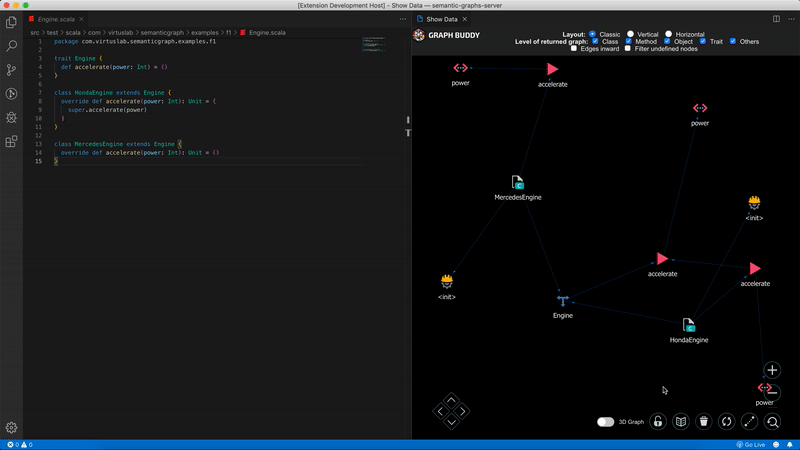 [Extension Development Host] - Show Data — semantic-graphs-server
Engine.scala
src > test > scala > com > virtuslab > semanticgraph > examples > f1 > Engine.scala
1 package com.virtuslab.semanticgraph.examples.f1
2
3 trait Engine {
4 def accelerate(power: Int) = ()
5 }
6
7 class HondaEngine extends Engine {
8 override def accelerate(power: Int): Unit = {
9 super.accelerate(power)
10 }
11 }
12
13 class MercedesEngine extends Engine {
14 override def accelerate(power: Int): Unit = ()
15 }
Show Data
GRAPH BUDDY
Layout: Classic Vertical Horizontal
Level of returned graph: Class Method Object Trait Others
Edges inward Filter undefined nodes
power
accelerate
power
MercedesEngine
<init>
accelerate
accelerate
<init>
Engine
HondaEngine
power
3D Graph
0 0
Go Live